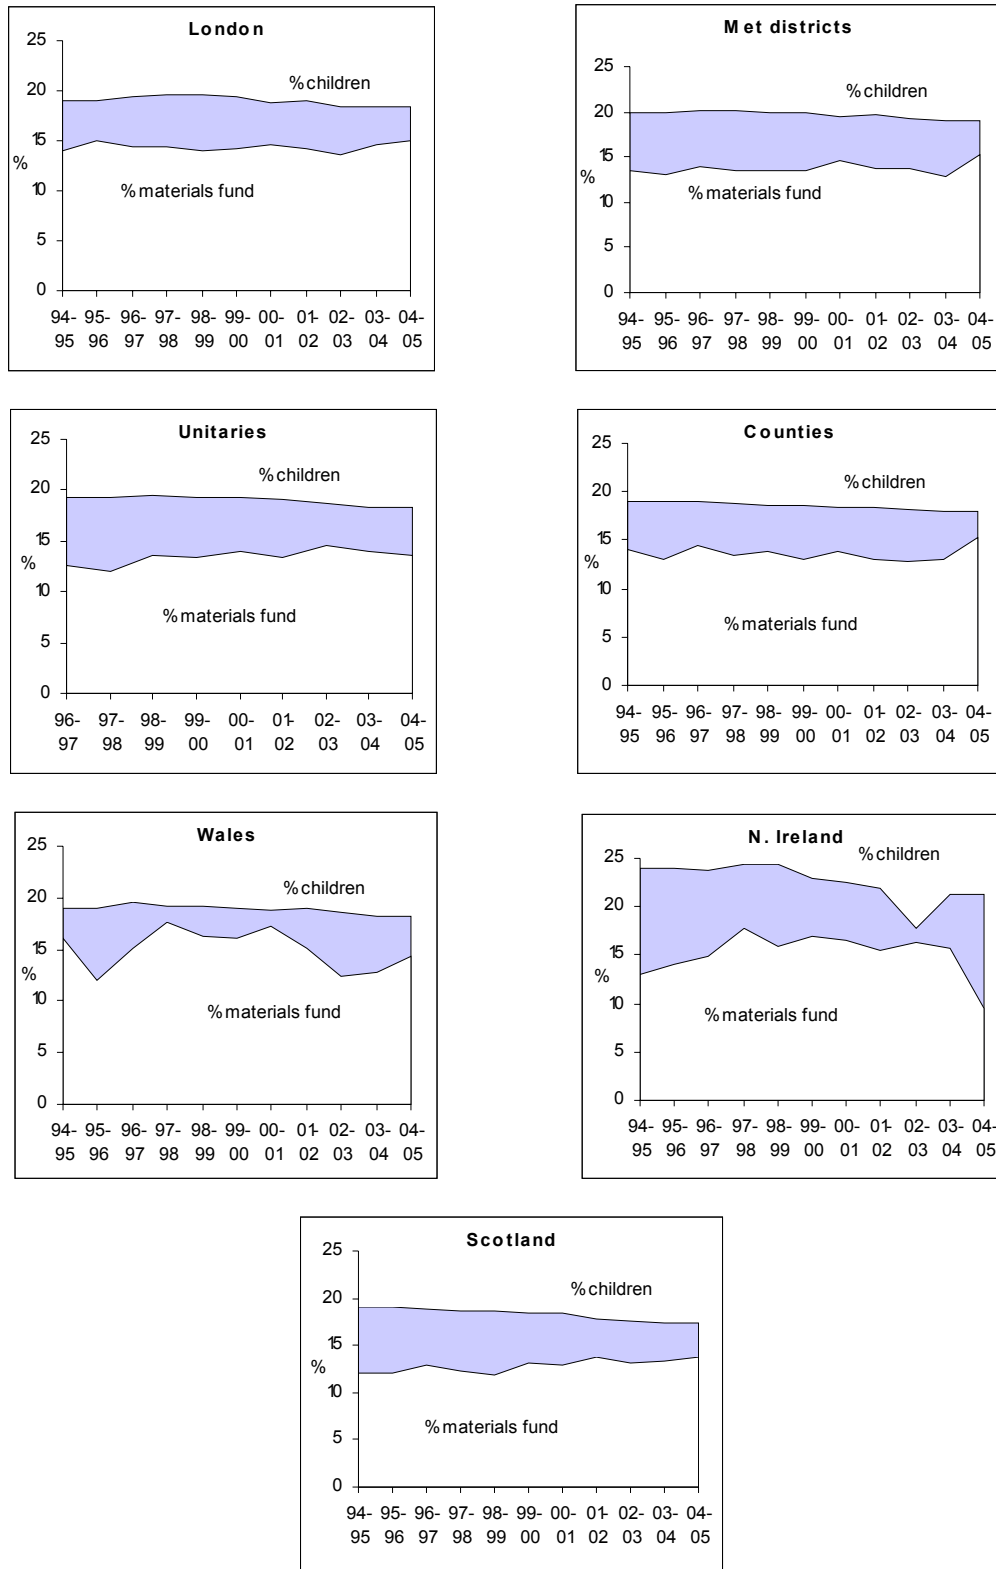 London
25
20
15
%
10
5
0
% children
% materials fund
94- 95- 96- 97- 98- 99- 00- 01- 02- 03- 04-
95 96 97 98 99 00 01 02 03 04 05
Met districts
25
20
15
%
10
5
0
% children
% materials fund
94- 95- 96- 97- 98- 99- 00- 01- 02- 03- 04-
95 96 97 98 99 00 01 02 03 04 05
Unitaries
25
20
15
%
10
5
0
% children
% materials fund
96- 97- 98- 99- 00- 01- 02- 03- 04-
97 98 99 00 01 02 03 04 05
Counties
25
20
15
%
10
5
0
% children
% materials fund
94- 95- 96- 97- 98- 99- 00- 01- 02- 03- 04-
95 96 97 98 99 00 01 02 03 04 05
Wales
25
20
15
%
10
5
0
% children
% materials fund
94- 95- 96- 97- 98- 99- 00- 01- 02- 03- 04-
95 96 97 98 99 00 01 02 03 04 05
N. Ireland
25
20
15
%
10
5
0
% children
% materials fund
94- 95- 96- 97- 98- 99- 00- 01- 02- 03- 04-
95 96 97 98 99 00 01 02 03 04 05
Scotland
25
20
15
%
10
5
0
% children
% materials fund
94- 95- 96- 97- 98- 99- 00- 01- 02- 03- 04-
95 96 97 98 99 00 01 02 03 04 05